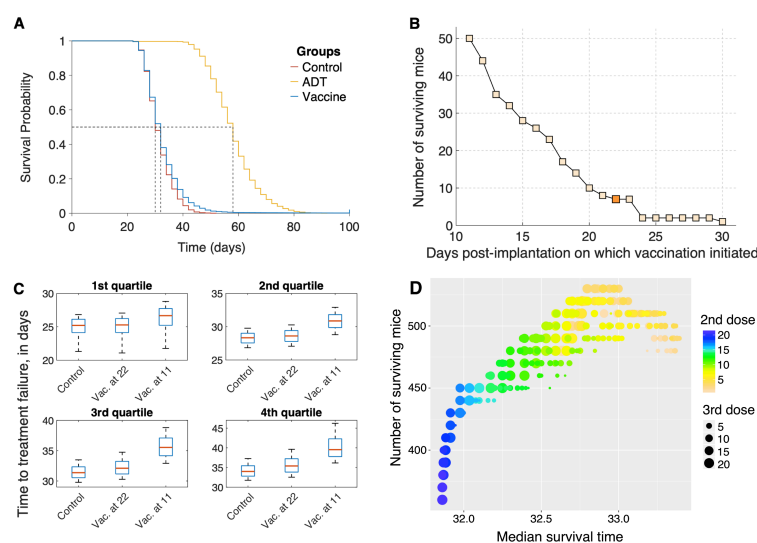 A
Survival Probability
1
0.8
0.6
0.4
0.2
0
0 20 40 60 80 100
Time (days)
Groups
Control
ADT
Vaccine
B
Number of surviving mice
50
40
30
20
10
0
10 15 20 25 30
Days post-implantation on which vaccination initiated
C
Time to treatment failure, in days
1st quartile
30
25
20
Control
Vac. at 22
Vac. at 11
2nd quartile
35
30
25
Control
Vac. at 22
Vac. at 11
3rd quartile
40
35
30
Control
Vac. at 22
Vac. at 11
4th quartile
45
40
35
30
Control
Vac. at 22
Vac. at 11
D
Number of surviving mice
500
450
400
32.0 32.5 33.0
Median survival time
2nd dose
20
15
10
5
3rd dose
5
10
15
20